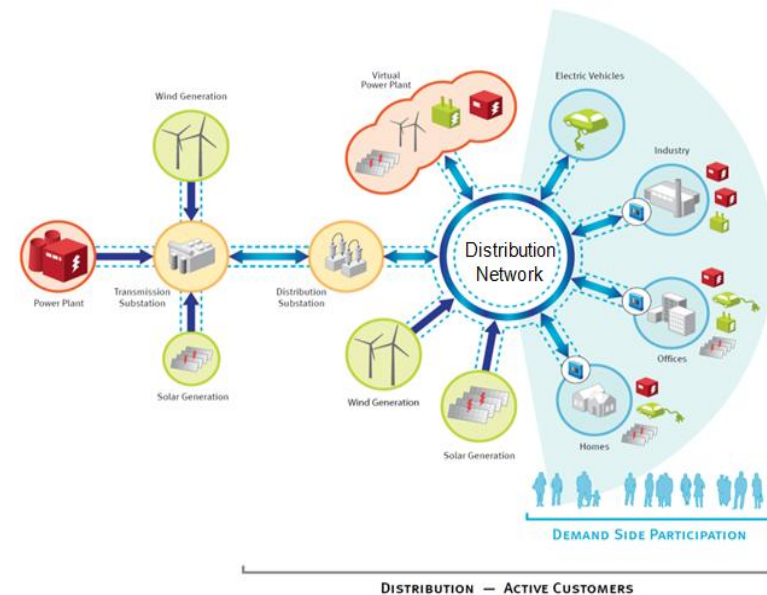 Wind Generation
Virtual
Power Plant
Electric Vehicles
Industry
Power Plant
Transmission
Substation
Distribution
Substation
Distribution
Network
Offices
Solar Generation
Wind Generation
Solar Generation
Homes
DEMAND SIDE PARTICIPATION
DISTRIBUTION — ACTIVE CUSTOMERS